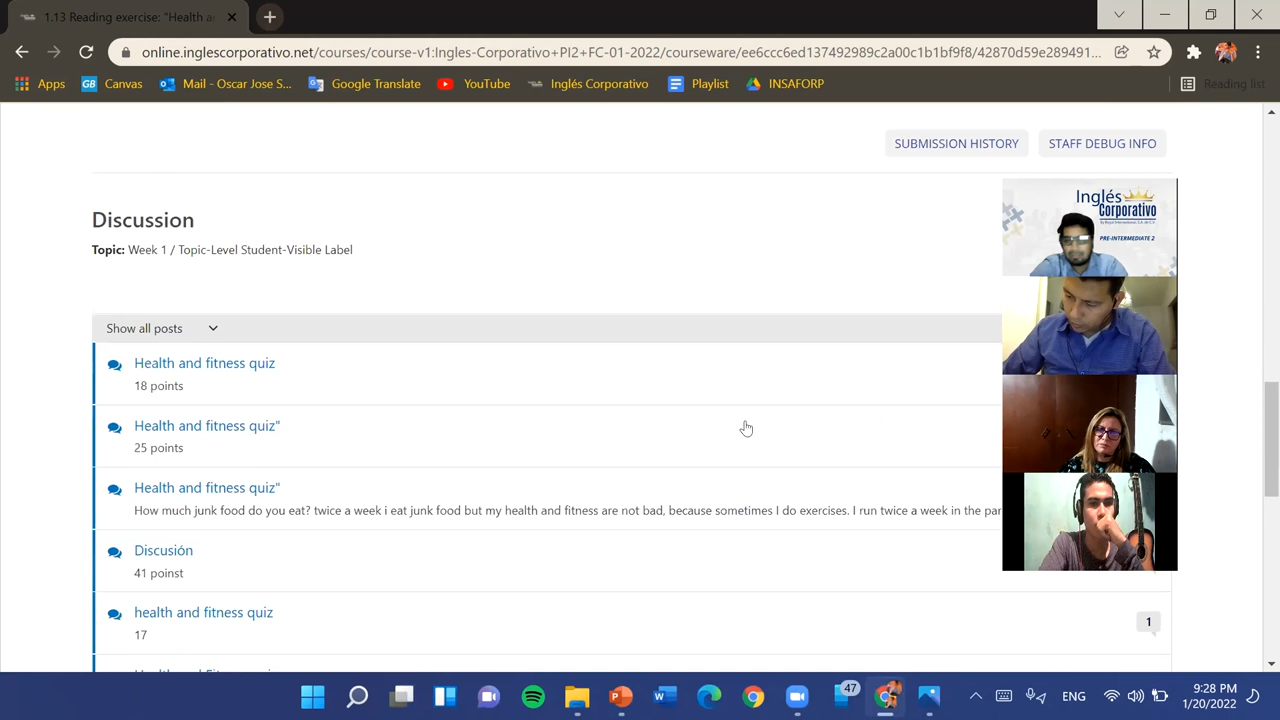 1.13 Reading exercise: "Health a
online.inglescorporativo.net/courses/course-v1:Ingles-Corporativo+PI2+FC-01-2022/courseware/ee6ccc6ed137492989c2a00c1b1bf9f8/42870d59e289491...
Apps Canvas Mail - Oscar Jose S... Google Translate YouTube Inglés Corporativo Playlist INSAFORP Reading list
SUBMISSION HISTORY STAFF DEBUG INFO
Inglés
Corporativo
PRE-INTERMEDIATE 2
Discussion
Topic: Week 1 / Topic-Level Student-Visible Label
Show all posts
Health and fitness quiz
18 points
Health and fitness quiz"
25 points
Health and fitness quiz"
How much junk food do you eat? twice a week i eat junk food but my health and fitness are not bad, because sometimes I do exercises. I run twice a week in the par
Discusión
41 poinst
health and fitness quiz
1
17
47
ENG
9:28 PM
1/20/2022